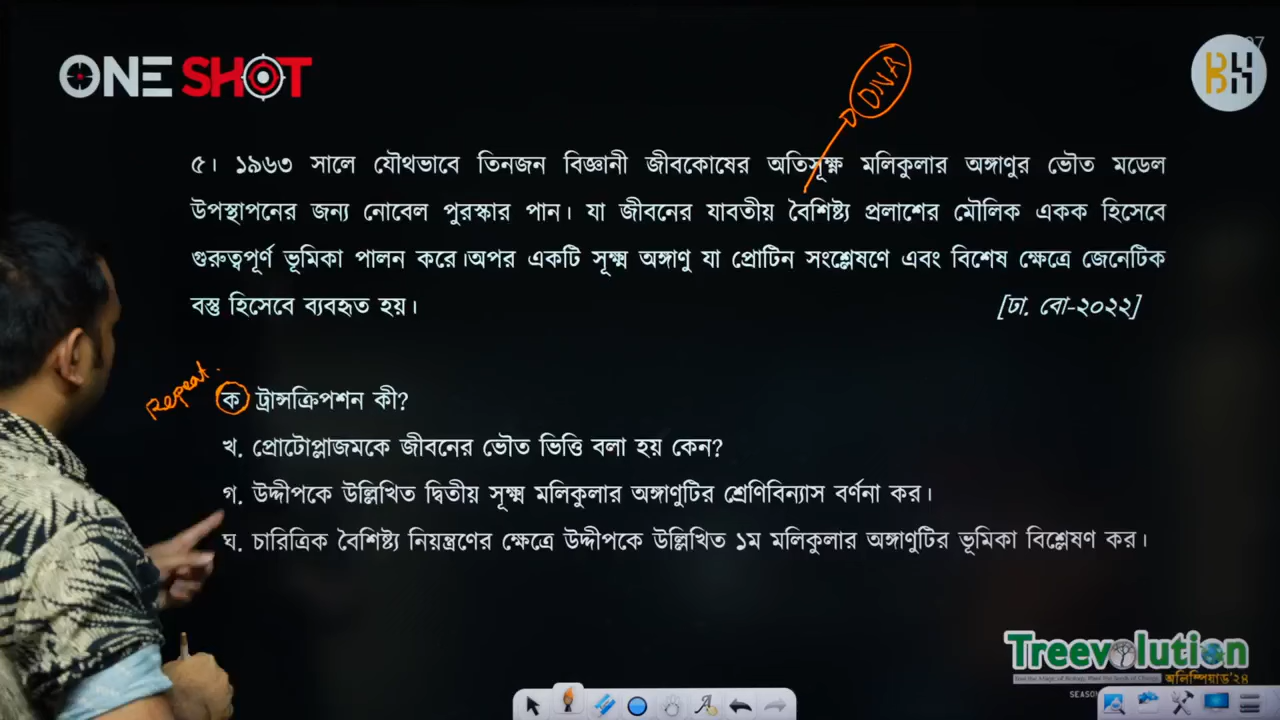 ONE SHOT
BH
DNA
৫। ১৯৬৩ সালে যৌথভাবে তিনজন বিজ্ঞানী জীবকোষের অতিসূক্ষ্ম মলিকুলার অঙ্গাণুর ভৌত মডেল
উপস্থাপনের জন্য নোবেল পুরস্কার পান। যা জীবনের যাবতীয় বৈশিষ্ট্য প্রলাশের মৌলিক একক হিসেবে
গুরুত্বপূর্ণ ভূমিকা পালন করে।অপর একটি সূক্ষ্ম অঙ্গাণু যা প্রোটিন সংশ্লেষণে এবং বিশেষ ক্ষেত্রে জেনেটিক
বস্তু হিসেবে ব্যবহৃত হয়।
[ঢা. বো-২০২২]
Repeat.
ক ট্রান্সক্রিপশন কী?
খ. প্রোটোপ্লাজমকে জীবনের ভৌত ভিত্তি বলা হয় কেন?
গ. উদ্দীপকে উল্লিখিত দ্বিতীয় সূক্ষ্ম মলিকুলার অঙ্গাণুটির শ্রেণিবিন্যাস বর্ণনা কর।
ঘ. চারিত্রিক বৈশিষ্ট্য নিয়ন্ত্রণের ক্ষেত্রে উদ্দীপকে উল্লিখিত ১ম মলিকুলার অঙ্গাণুটির ভূমিকা বিশ্লেষণ কর।
Treevolution
অলিম্পিয়াড'২৪